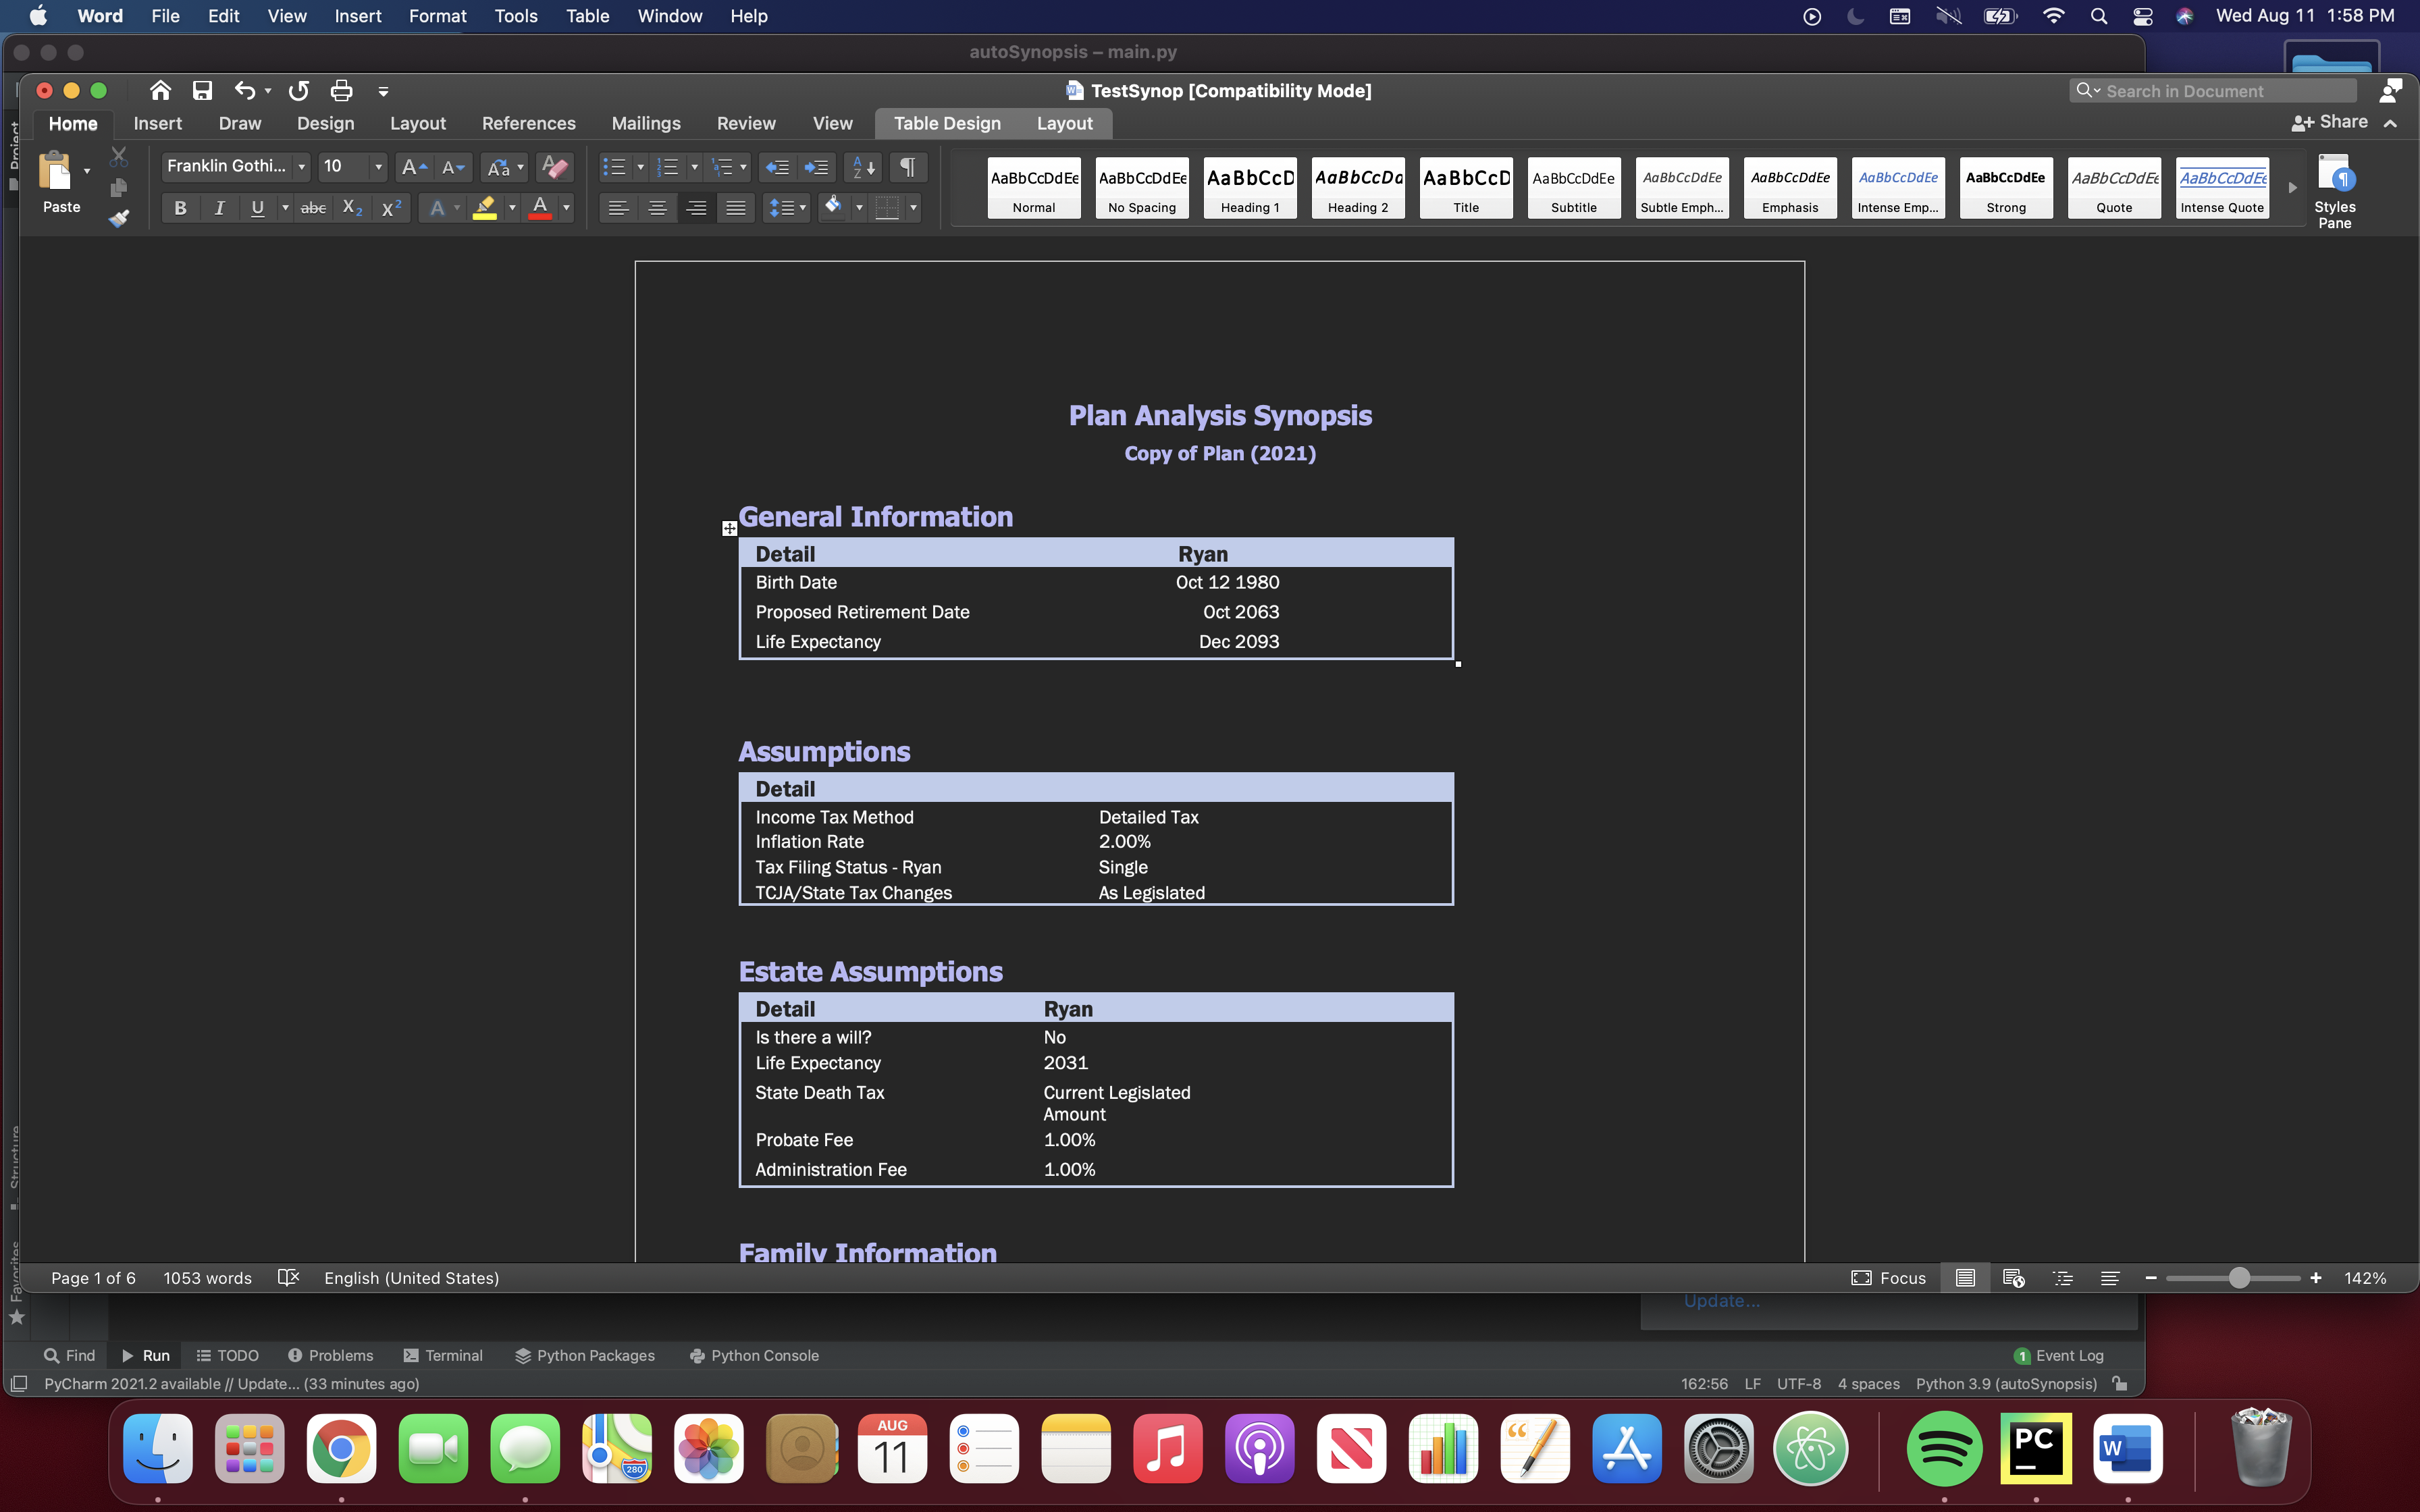 Word File Edit View Insert Format Tools Table Window Help Wed Aug 11 1:58 PM
autoSynopsis – main.py
TestSynop [Compatibility Mode] Search in Document
Home Insert Draw Design Layout References Mailings Review View Table Design Layout Share
Project
Paste Franklin Gothi... 10 A A Aa A
B I U abc X2 X2 A A
A Z
AaBbCcDdEe AaBbCcDdEe AaBbCcD AaBbCcDd AaBbCcD AaBbCcDdEe AaBbCcDdEe AaBbCcDdEe AaBbCcDdEe AaBbCcDdEe AaBbCcDdEe AaBbCcDdEe
Normal No Spacing Heading 1 Heading 2 Title Subtitle Subtle Emph... Emphasis Intense Emp... Strong Quote Intense Quote Styles Pane
Plan Analysis Synopsis
Copy of Plan (2021)
General Information
Detail Ryan
Birth Date Oct 12 1980
Proposed Retirement Date Oct 2063
Life Expectancy Dec 2093
Assumptions
Detail
Income Tax Method Detailed Tax
Inflation Rate 2.00%
Tax Filing Status - Ryan Single
TCJA/State Tax Changes As Legislated
Estate Assumptions
Detail Ryan
Is there a will? No
Life Expectancy 2031
State Death Tax Current Legislated
Amount
Probate Fee 1.00%
Administration Fee 1.00%
Family Information
Structure
Favorites
Page 1 of 6 1053 words English (United States) Focus 142%
Update...
Find Run TODO Problems Terminal Python Packages Python Console 1 Event Log
PyCharm 2021.2 available // Update... (33 minutes ago) 162:56 LF UTF-8 4 spaces Python 3.9 (autoSynopsis)
AUG
11
280
PC
W